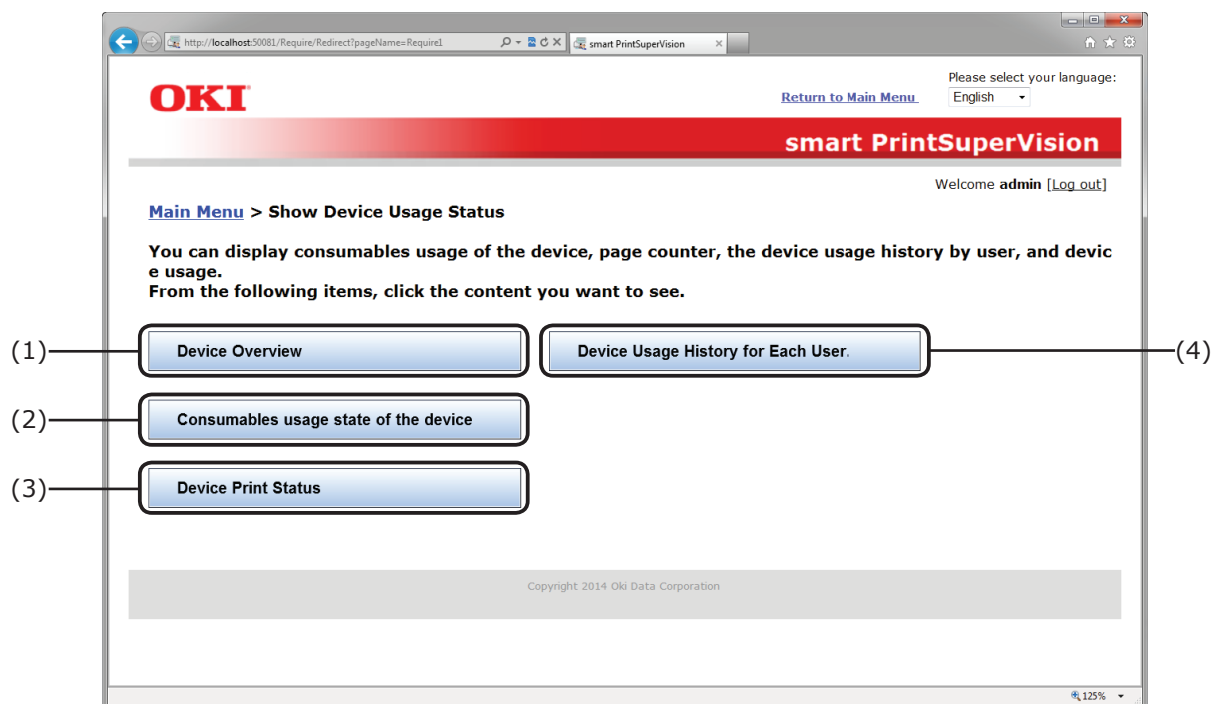 http://localhost:50081/Require/Redirect?pageName=Require1
smart PrintSuperVision
Please select your language:
OKI
Return to Main Menu
English
smart PrintSuperVision
Welcome admin [Log out]
Main Menu > Show Device Usage Status
You can display consumables usage of the device, page counter, the device usage history by user, and devic
e usage.
From the following items, click the content you want to see.
(1)
Device Overview
Device Usage History for Each User.
(4)
(2)
Consumables usage state of the device
(3)
Device Print Status
Copyright 2014 Oki Data Corporation
125%